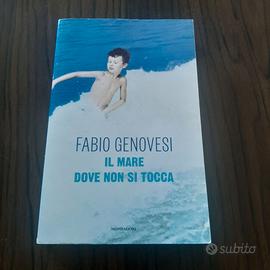 FABIO GENOVESI
IL MARE
DOVE NON SI TOCCA
MONDADORI
subito